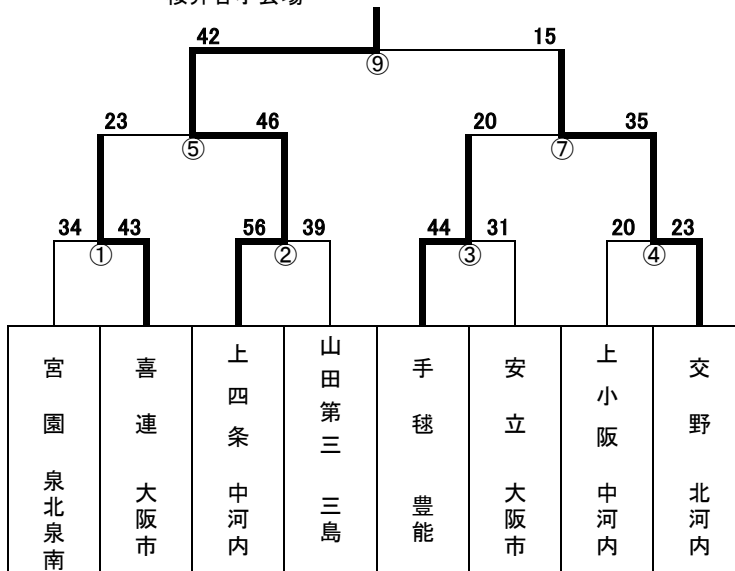 42 15
⑨
23 46 20 35
⑤ ⑦
34 43 56 39 44 31 20 23
① ② ③ ④
宮園 泉北泉南
喜連 大阪市
上四条 中河内
山田第三 三島
手毬 豊能
安立 大阪市
上小阪 中河内
交野 北河内